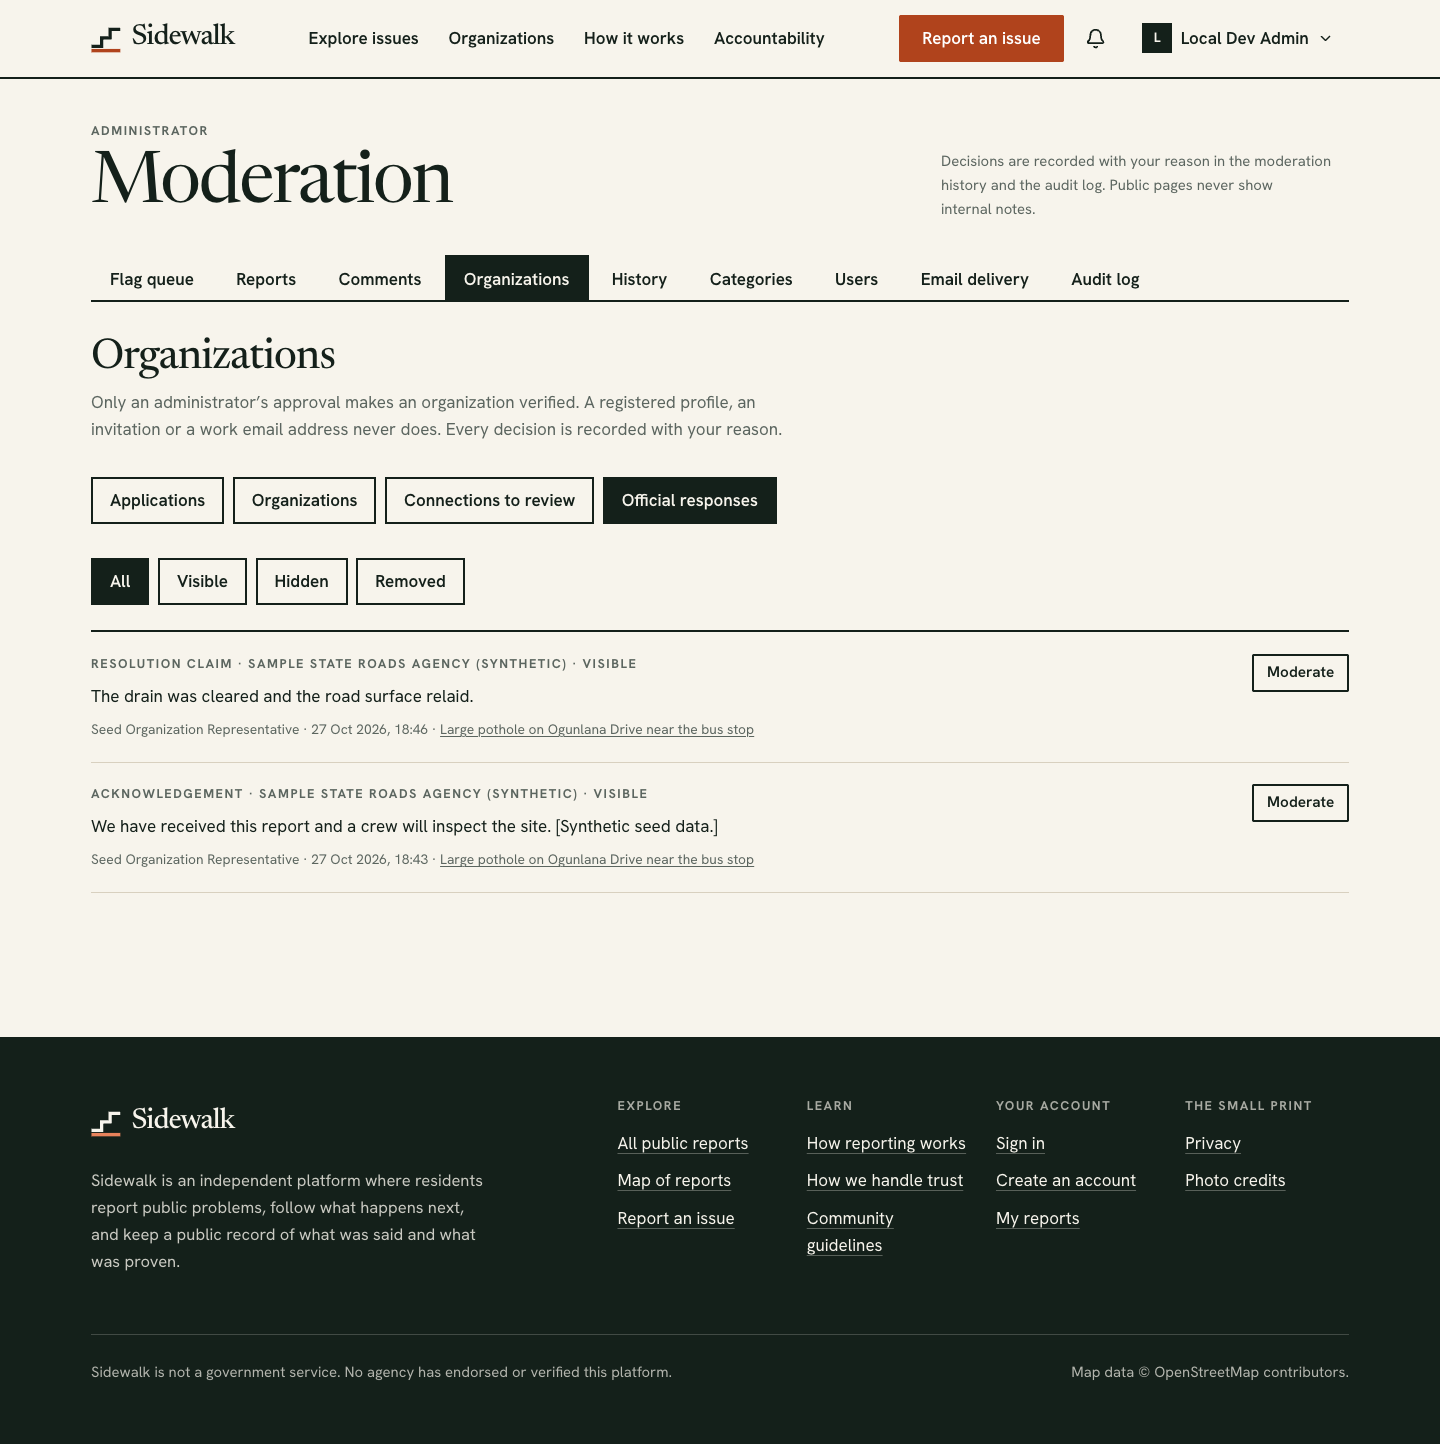 Sidewalk
Explore issues
Organizations
How it works
Accountability
Report an issue
L
Local Dev Admin
ADMINISTRATOR
Moderation
Decisions are recorded with your reason in the moderation
history and the audit log. Public pages never show
internal notes.
Flag queue
Reports
Comments
Organizations
History
Categories
Users
Email delivery
Audit log
Organizations
Only an administrator’s approval makes an organization verified. A registered profile, an
invitation or a work email address never does. Every decision is recorded with your reason.
Applications
Organizations
Connections to review
Official responses
All
Visible
Hidden
Removed
RESOLUTION CLAIM · SAMPLE STATE ROADS AGENCY (SYNTHETIC) · VISIBLE
Moderate
The drain was cleared and the road surface relaid.
Seed Organization Representative · 27 Oct 2026, 18:46 · Large pothole on Ogunlana Drive near the bus stop
ACKNOWLEDGEMENT · SAMPLE STATE ROADS AGENCY (SYNTHETIC) · VISIBLE
Moderate
We have received this report and a crew will inspect the site. [Synthetic seed data.]
Seed Organization Representative · 27 Oct 2026, 18:43 · Large pothole on Ogunlana Drive near the bus stop
Sidewalk
Sidewalk is an independent platform where residents
report public problems, follow what happens next,
and keep a public record of what was said and what
was proven.
EXPLORE
All public reports
Map of reports
Report an issue
LEARN
How reporting works
How we handle trust
Community
guidelines
YOUR ACCOUNT
Sign in
Create an account
My reports
THE SMALL PRINT
Privacy
Photo credits
Sidewalk is not a government service. No agency has endorsed or verified this platform.
Map data © OpenStreetMap contributors.